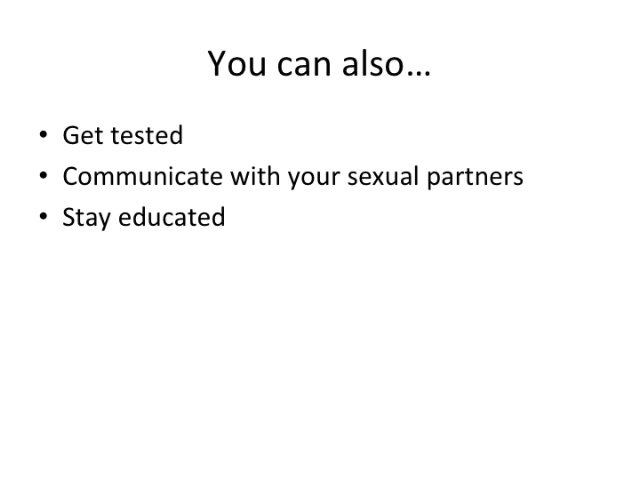 You can also…
• Get tested
• Communicate with your sexual partners
• Stay educated